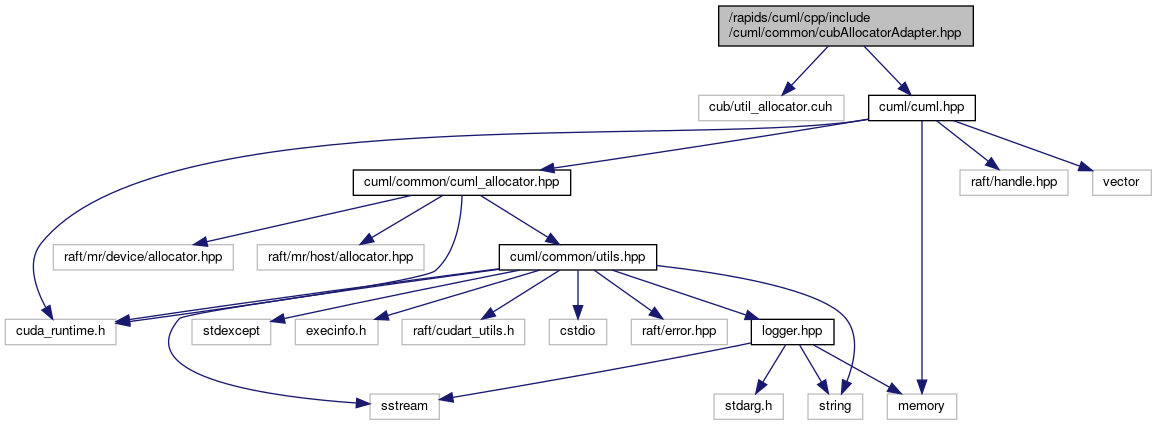 /rapids/cuml/cpp/include
/cuml/common/cubAllocatorAdapter.hpp
cub/util_allocator.cuh
cuml/cuml.hpp
cuml/common/cuml_allocator.hpp
raft/handle.hpp
vector
raft/mr/device/allocator.hpp
raft/mr/host/allocator.hpp
cuml/common/utils.hpp
cuda_runtime.h
stdexcept
execinfo.h
raft/cudart_utils.h
cstdio
raft/error.hpp
logger.hpp
sstream
stdarg.h
string
memory